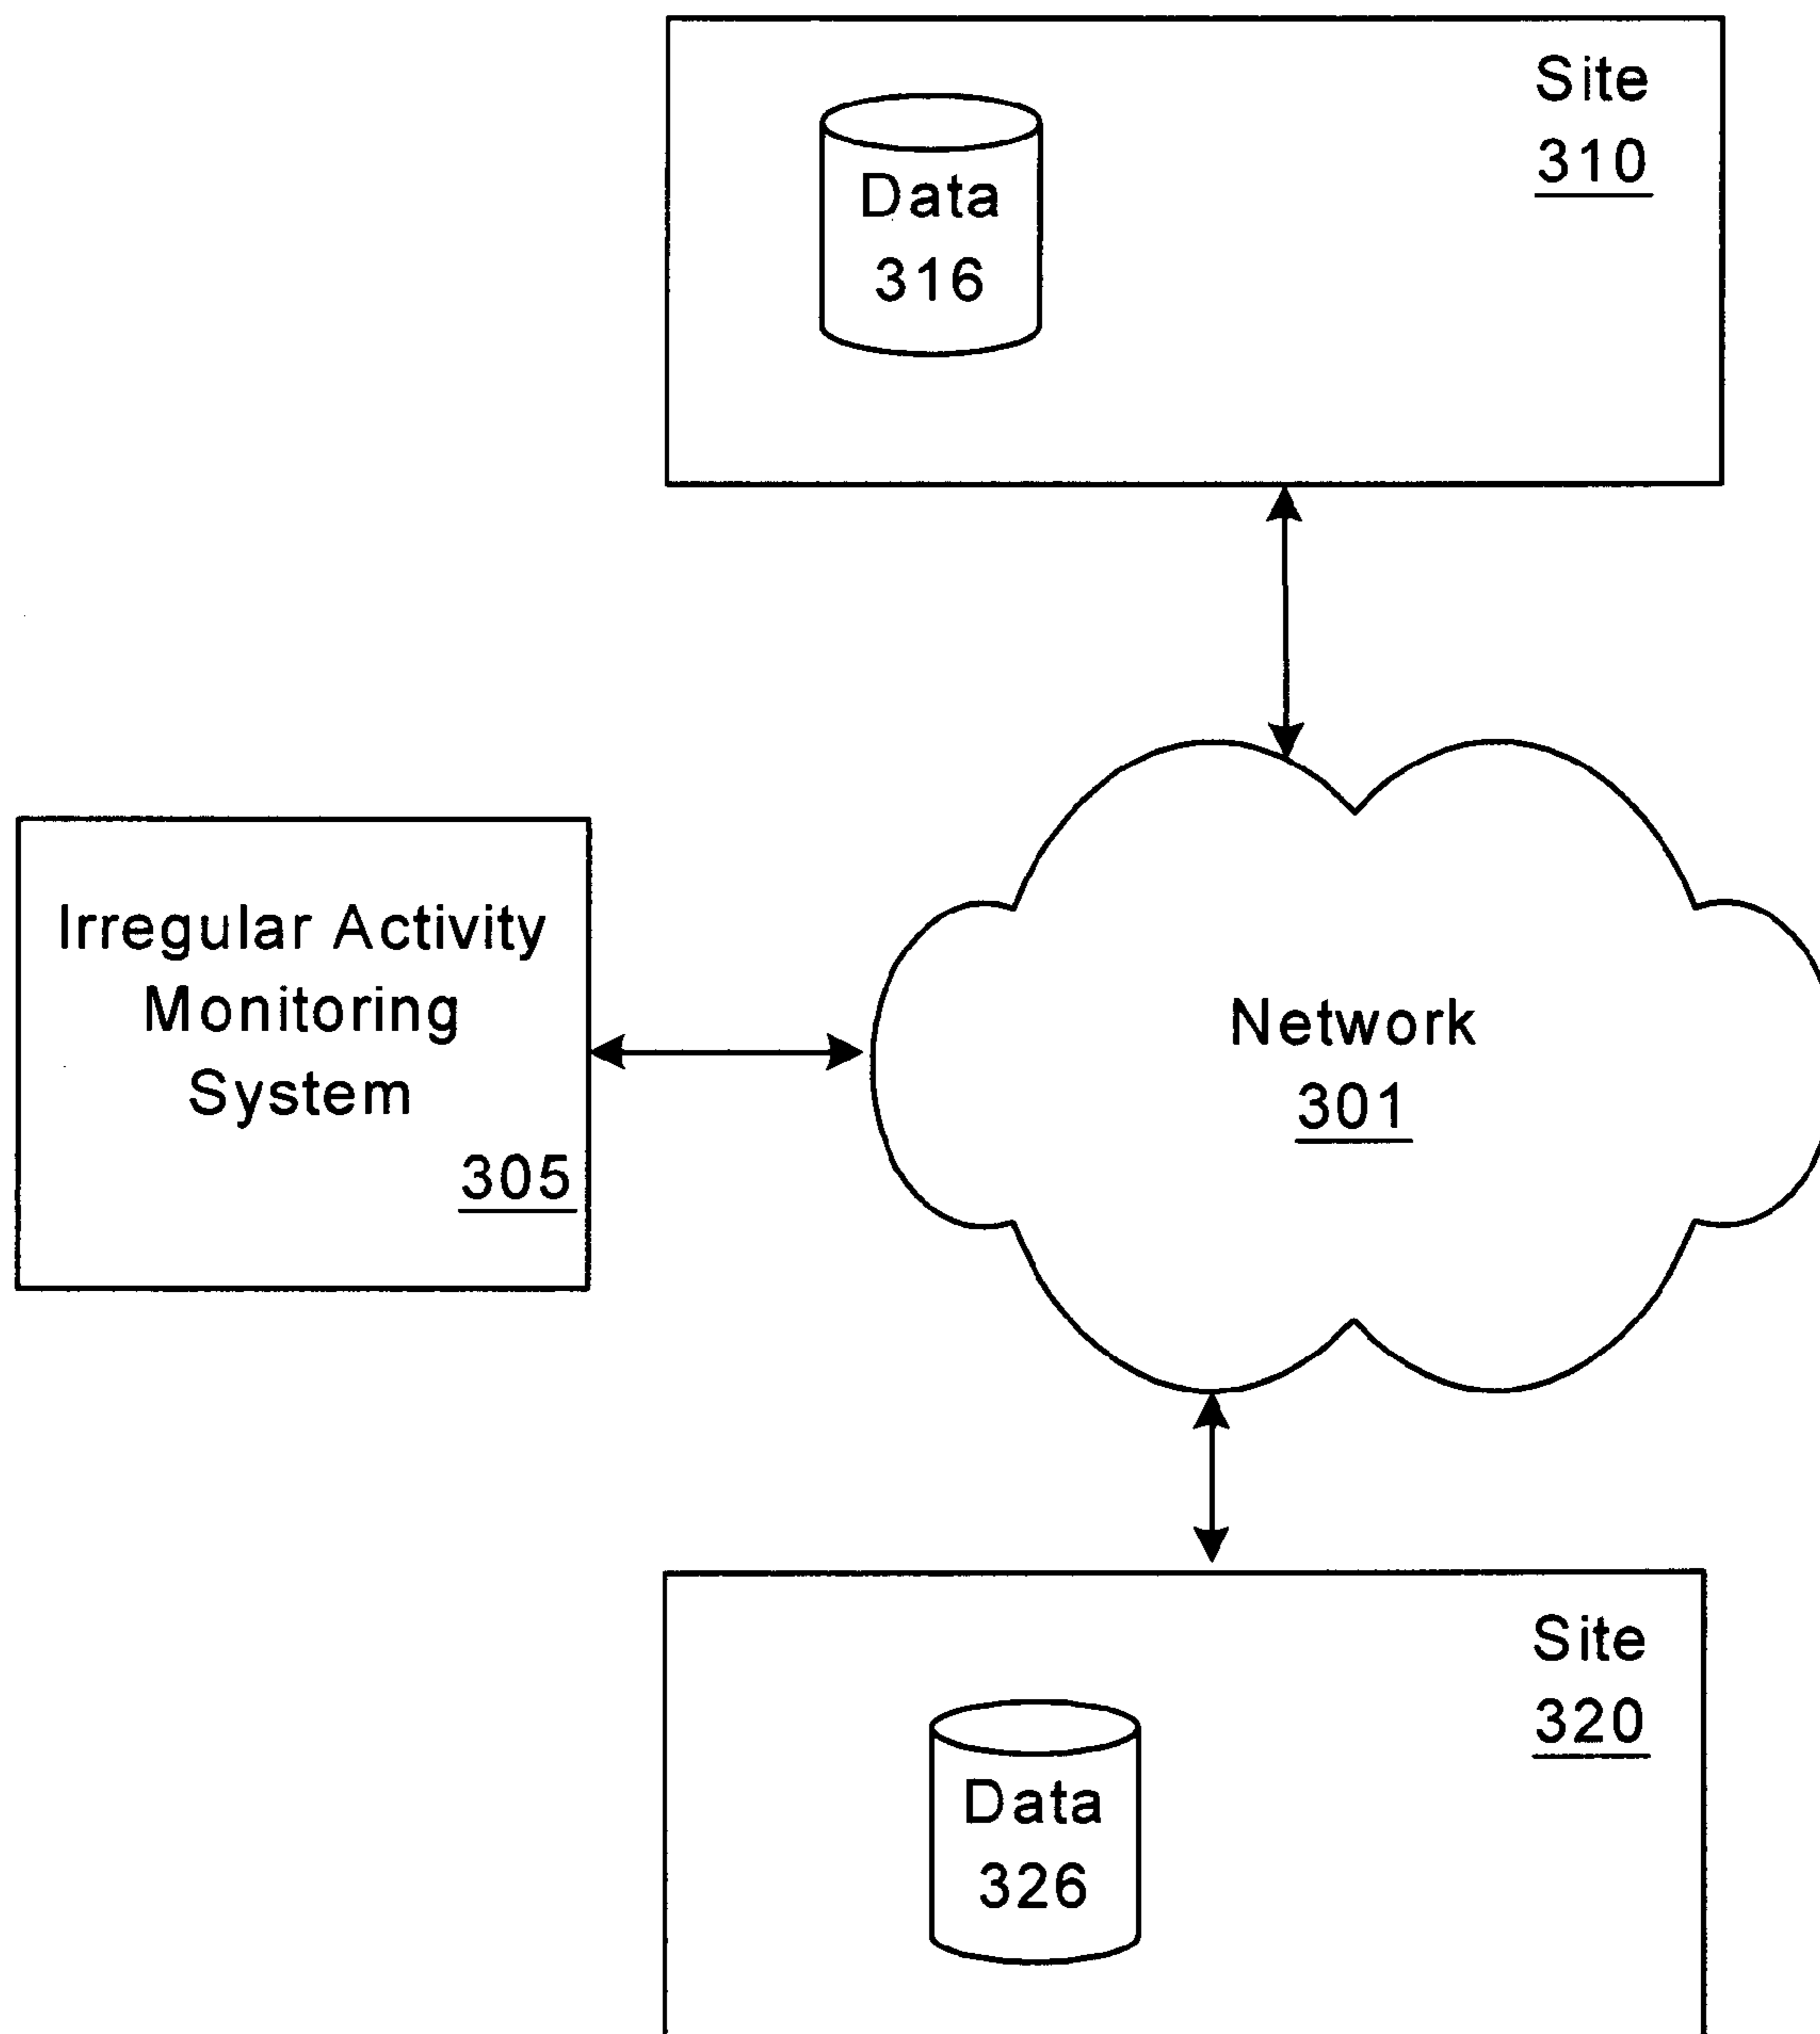 Site
310
Data
316
Irregular Activity
Monitoring
System
305
Network
301
Site
320
Data
326